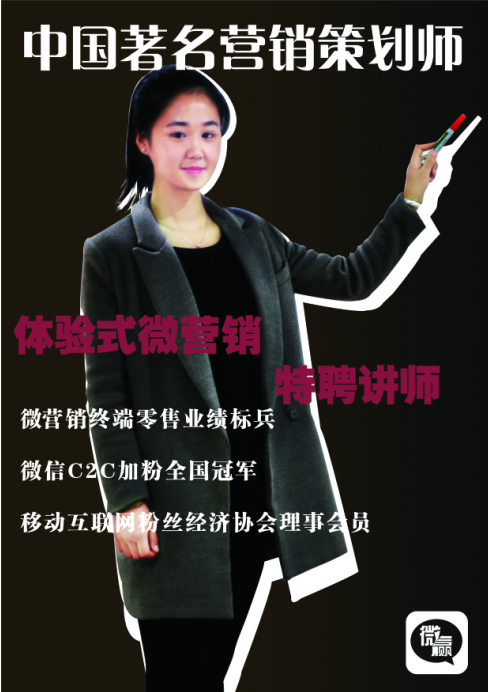 中国著名营销策划师
体验式微营销
特聘讲师
微营销终端零售业绩标兵
微信C2C加粉全国冠军
移动互联网粉丝经济协会理事会员
微赢